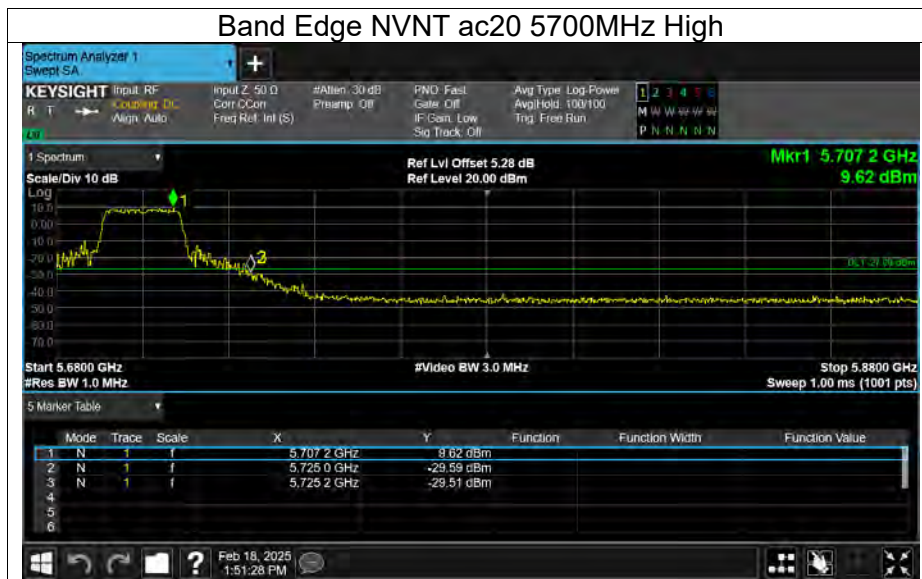 Band Edge NVNT ac20 5700MHz High
Spectrum Analyzer 1
Swept SA
+
KEYSIGHT Input: RF Input Z: 50 Ω #Atten: 30 dB PNO: Fast Avg Type: Log-Power 1 2 3 4 5 6
R T Coupling: DC Corr CCorr Preamp: Off Gate: Off Avg|Hold: 100/100 M W W W W W
Align: Auto Freq Ref: Int (S) IF Gain: Low Trig: Free Run
Sig Track: Off P N N N N N
1 Spectrum Ref Lvl Offset 5.28 dB Mkr1 5.707 2 GHz
Scale/Div 10 dB Ref Level 20.00 dBm 9.62 dBm
Log
10.0
0.00
-10.0
-20.0
-30.0
-40.0
-50.0
-60.0
-70.0
1
DL1 -27.00 dBm
Start 5.6800 GHz #Video BW 3.0 MHz Stop 5.8800 GHz
#Res BW 1.0 MHz Sweep 1.00 ms (1001 pts)
5 Marker Table
Mode Trace Scale X Y Function Function Width Function Value
1 N 1 f 5.707 2 GHz 9.62 dBm
2 N 1 f 5.725 0 GHz -29.59 dBm
3 N 1 f 5.725 2 GHz -29.51 dBm
4
5
6
? Feb 18, 2025
1:51:28 PM